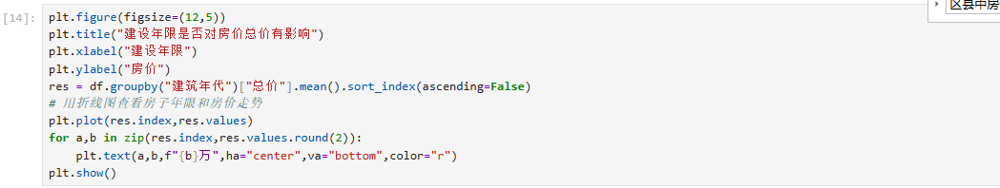 区县中房
[14]:
plt.figure(figsize=(12,5))
plt.title("建设年限是否对房价总价有影响")
plt.xlabel("建设年限")
plt.ylabel("房价")
res = df.groupby("建筑年代")["总价"].mean().sort_index(ascending=False)
# 用折线图查看房子年限和房价走势
plt.plot(res.index,res.values)
for a,b in zip(res.index,res.values.round(2)):
    plt.text(a,b,f"{b}万",ha="center",va="bottom",color="r")
plt.show()